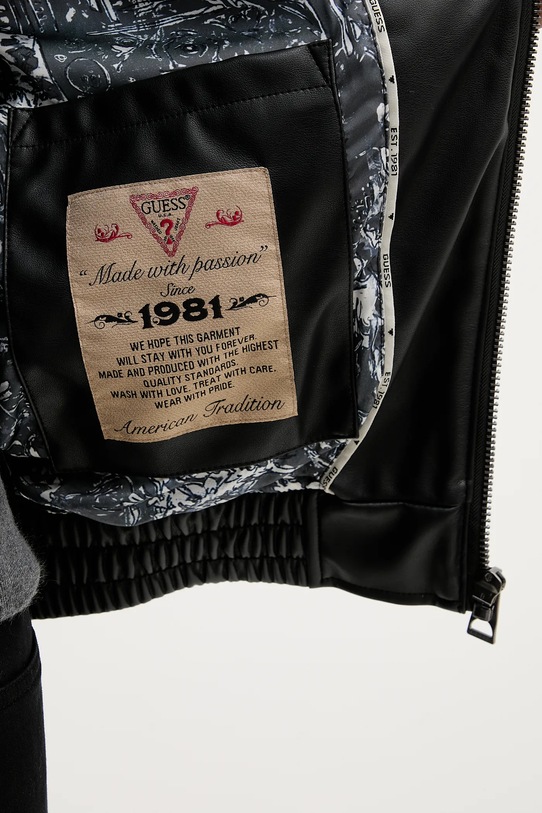 GUESS
U.S.A.
?
"Made with passion"
Since
1981
WE HOPE THIS GARMENT
WILL STAY WITH YOU FOREVER.
MADE AND PRODUCED WITH THE HIGHEST
QUALITY STANDARDS.
WASH WITH LOVE. TREAT WITH CARE.
WEAR WITH PRIDE.
American Tradition
GUESS
EST. 1981
GUESS
EST. 1981
GUESS